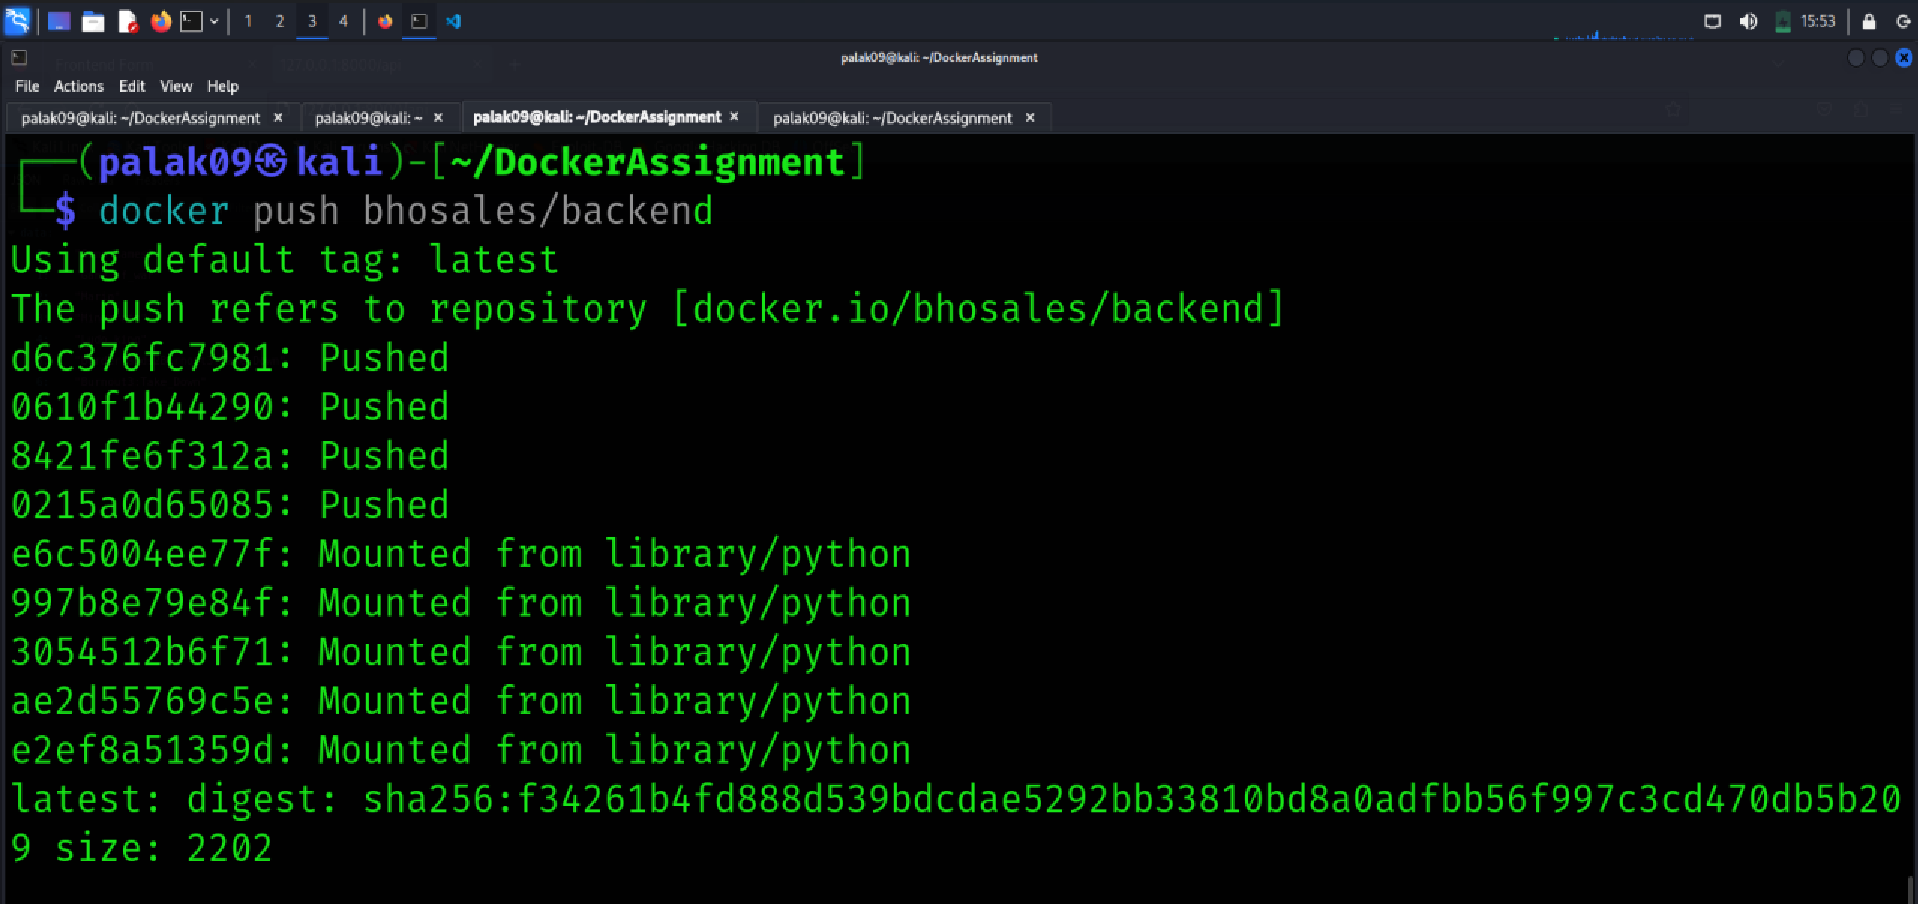 1 2 3 4 15:53
palak09@kali: ~/DockerAssignment
File Actions Edit View Help
palak09@kali: ~/DockerAssignment × palak09@kali: ~ × palak09@kali: ~/DockerAssignment × palak09@kali: ~/DockerAssignment ×
┌──(palak09㉿kali)-[~/DockerAssignment]
└─$ docker push bhosales/backend
Using default tag: latest
The push refers to repository [docker.io/bhosales/backend]
d6c376fc7981: Pushed
0610f1b44290: Pushed
8421fe6f312a: Pushed
0215a0d65085: Pushed
e6c5004ee77f: Mounted from library/python
997b8e79e84f: Mounted from library/python
3054512b6f71: Mounted from library/python
ae2d55769c5e: Mounted from library/python
e2ef8a51359d: Mounted from library/python
latest: digest: sha256:f34261b4fd888d539bdcdae5292bb33810bd8a0adfbb56f997c3cd470db5b20
9 size: 2202